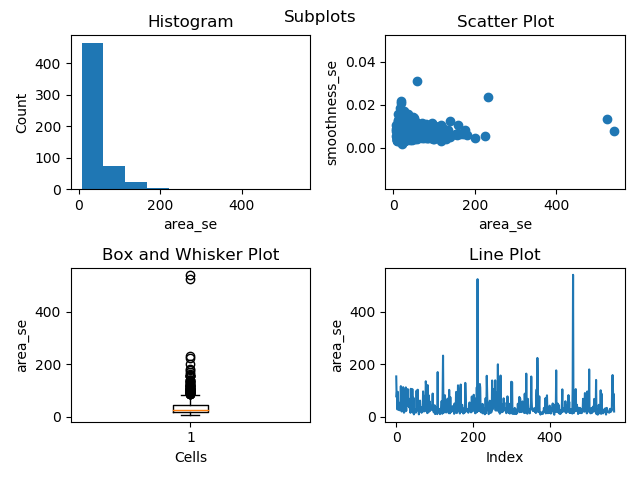 Subplots
Histogram
Count
400
300
200
100
0
0 200 400
area_se
Scatter Plot
smoothness_se
0.04
0.02
0.00
0 200 400
area_se
Box and Whisker Plot
area_se
400
200
0
1
Cells
Line Plot
area_se
400
200
0
0 200 400
Index